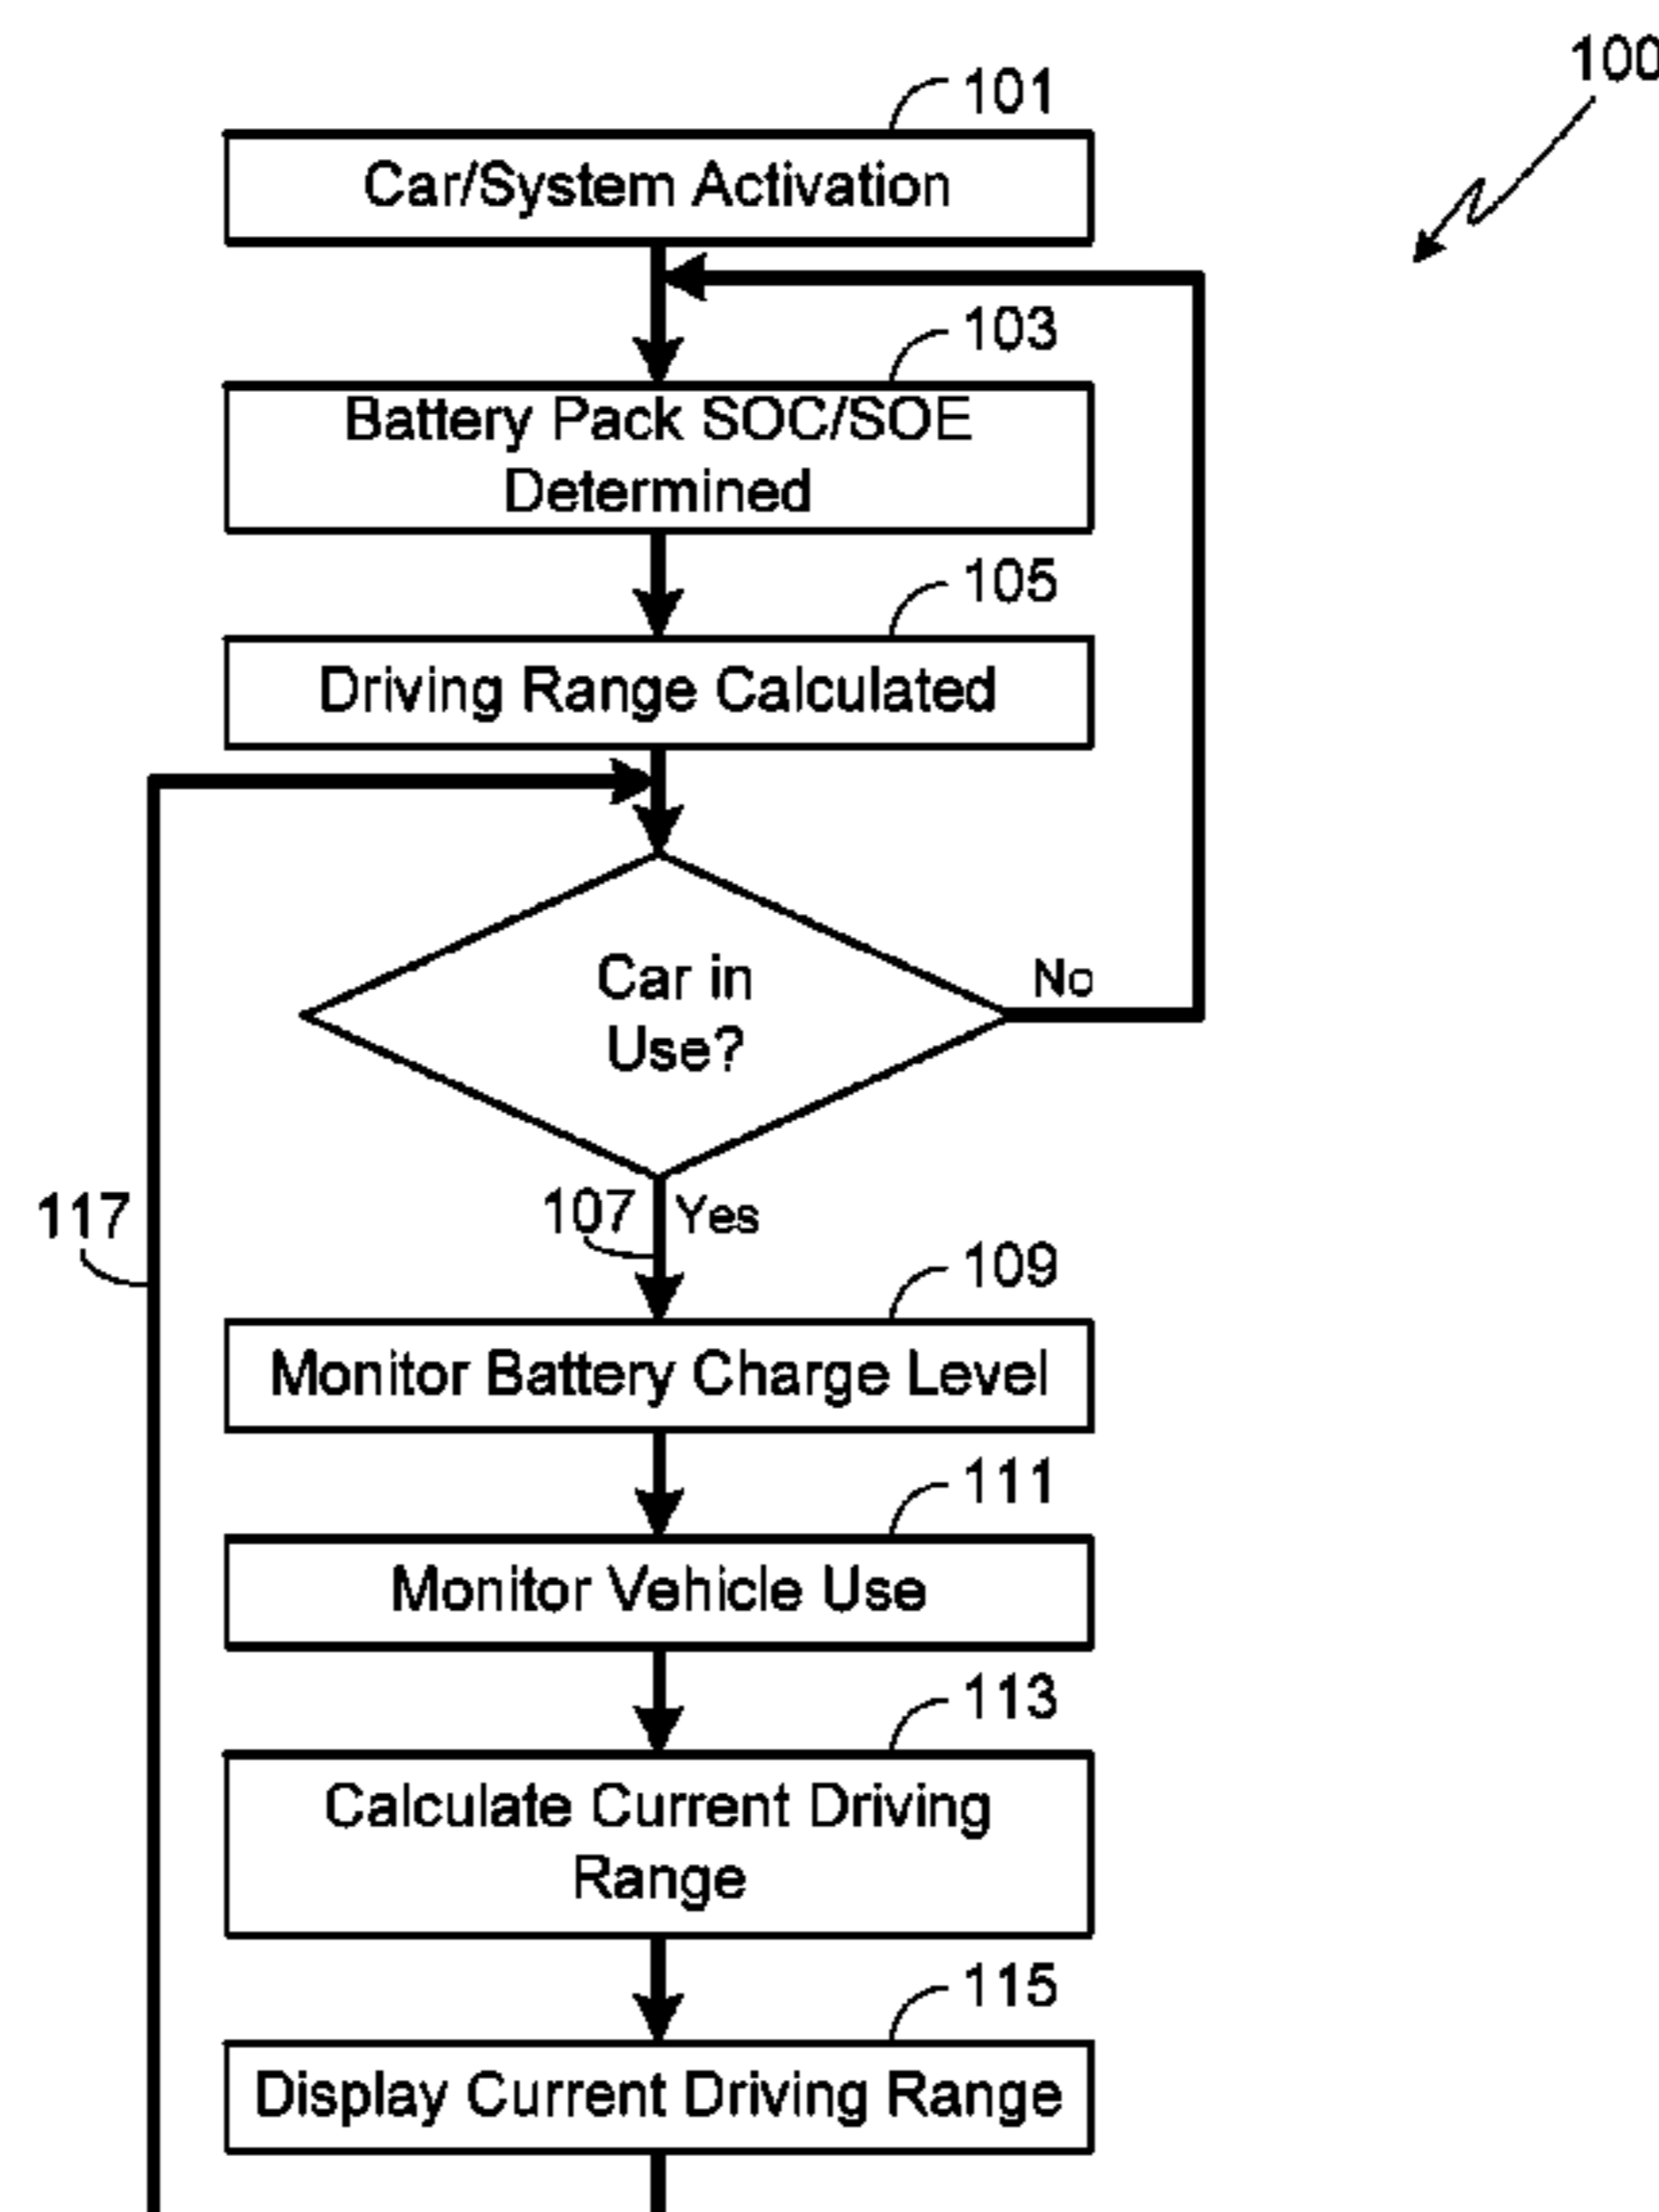 100
101
Car/System Activation
103
Battery Pack SOC/SOE
Determined
105
Driving Range Calculated
Car in
Use?
No
117
107
Yes
109
Monitor Battery Charge Level
111
Monitor Vehicle Use
113
Calculate Current Driving
Range
115
Display Current Driving Range